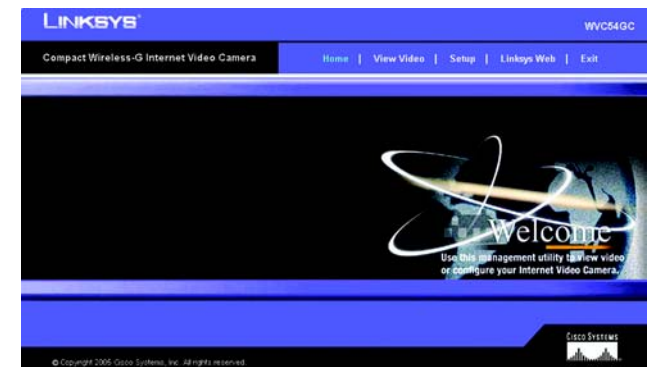 LINKSYS®
WVC54GC
Compact Wireless-G Internet Video Camera
Home | View Video | Setup | Linksys Web | Exit
Welcome
Use this management utility to view video
or configure your Internet Video Camera.
CISCO SYSTEMS
© Copyright 2005 Cisco Systems, Inc. All rights reserved.